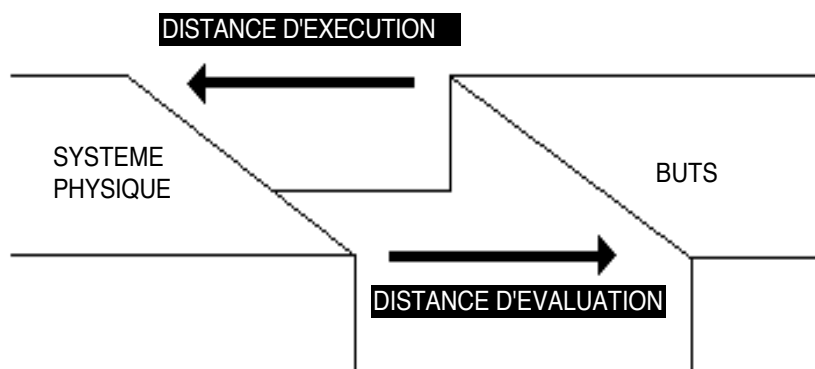 DISTANCE D'EXECUTION
SYSTEME
PHYSIQUE
BUTS
DISTANCE D'EVALUATION